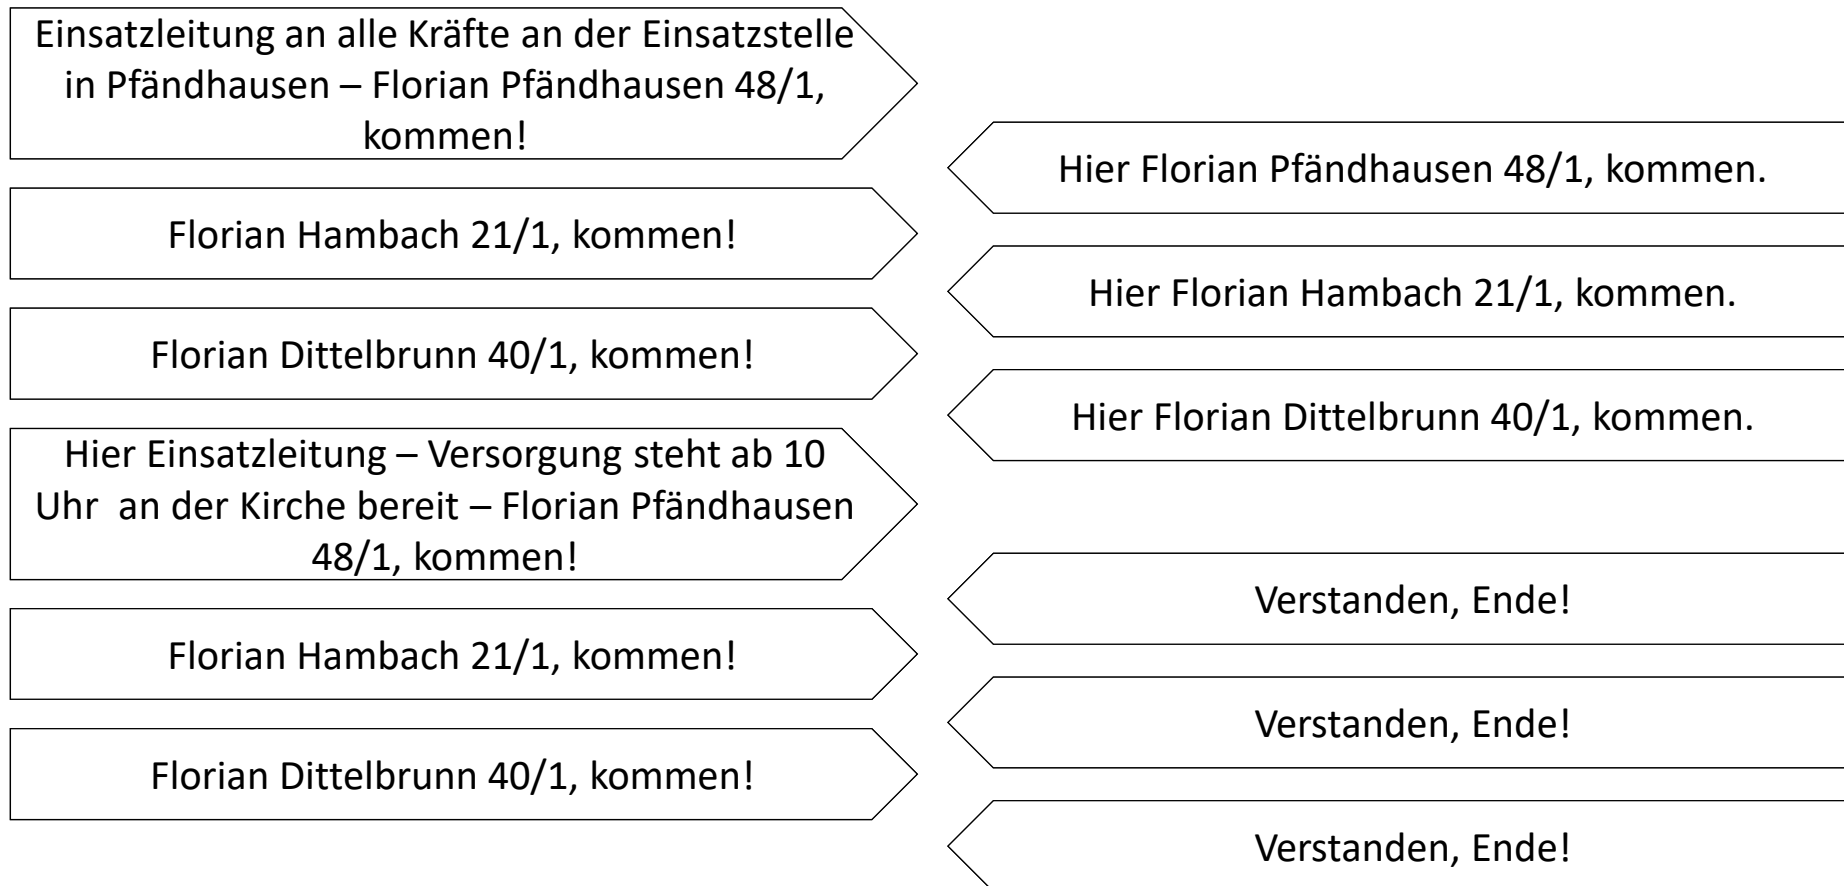 Einsatzleitung an alle Kräfte an der Einsatzstelle
in Pfändhausen – Florian Pfändhausen 48/1,
kommen!
Hier Florian Pfändhausen 48/1, kommen.
Florian Hambach 21/1, kommen!
Hier Florian Hambach 21/1, kommen.
Florian Dittelbrunn 40/1, kommen!
Hier Florian Dittelbrunn 40/1, kommen.
Hier Einsatzleitung – Versorgung steht ab 10
Uhr  an der Kirche bereit – Florian Pfändhausen
48/1, kommen!
Verstanden, Ende!
Florian Hambach 21/1, kommen!
Verstanden, Ende!
Florian Dittelbrunn 40/1, kommen!
Verstanden, Ende!